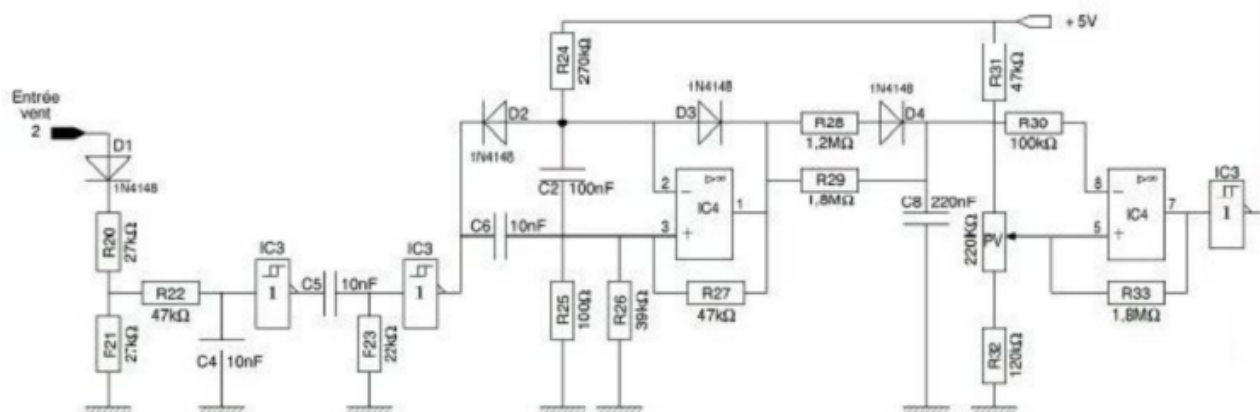 + 5V
R24
270kΩ
R31
47kΩ
1N4148
1N4148
Entrée
vent
2
D1
1N4148
D2
1N4148
D3
D4
R28
1,2MΩ
R30
100kΩ
C2
100nF
R29
1,8MΩ
2
-
IC4
▷∞
1
3
+
C8
220nF
8
-
IC4
▷∞
7
5
+
IC3
1
R20
27kΩ
C6
10nF
220KΩ
PV
IC3
1
C5
10nF
IC3
1
R22
47kΩ
R25
100Ω
R26
39kΩ
R27
47kΩ
R33
1,8MΩ
F21
27kΩ
C4
10nF
F23
22kΩ
R32
120kΩ